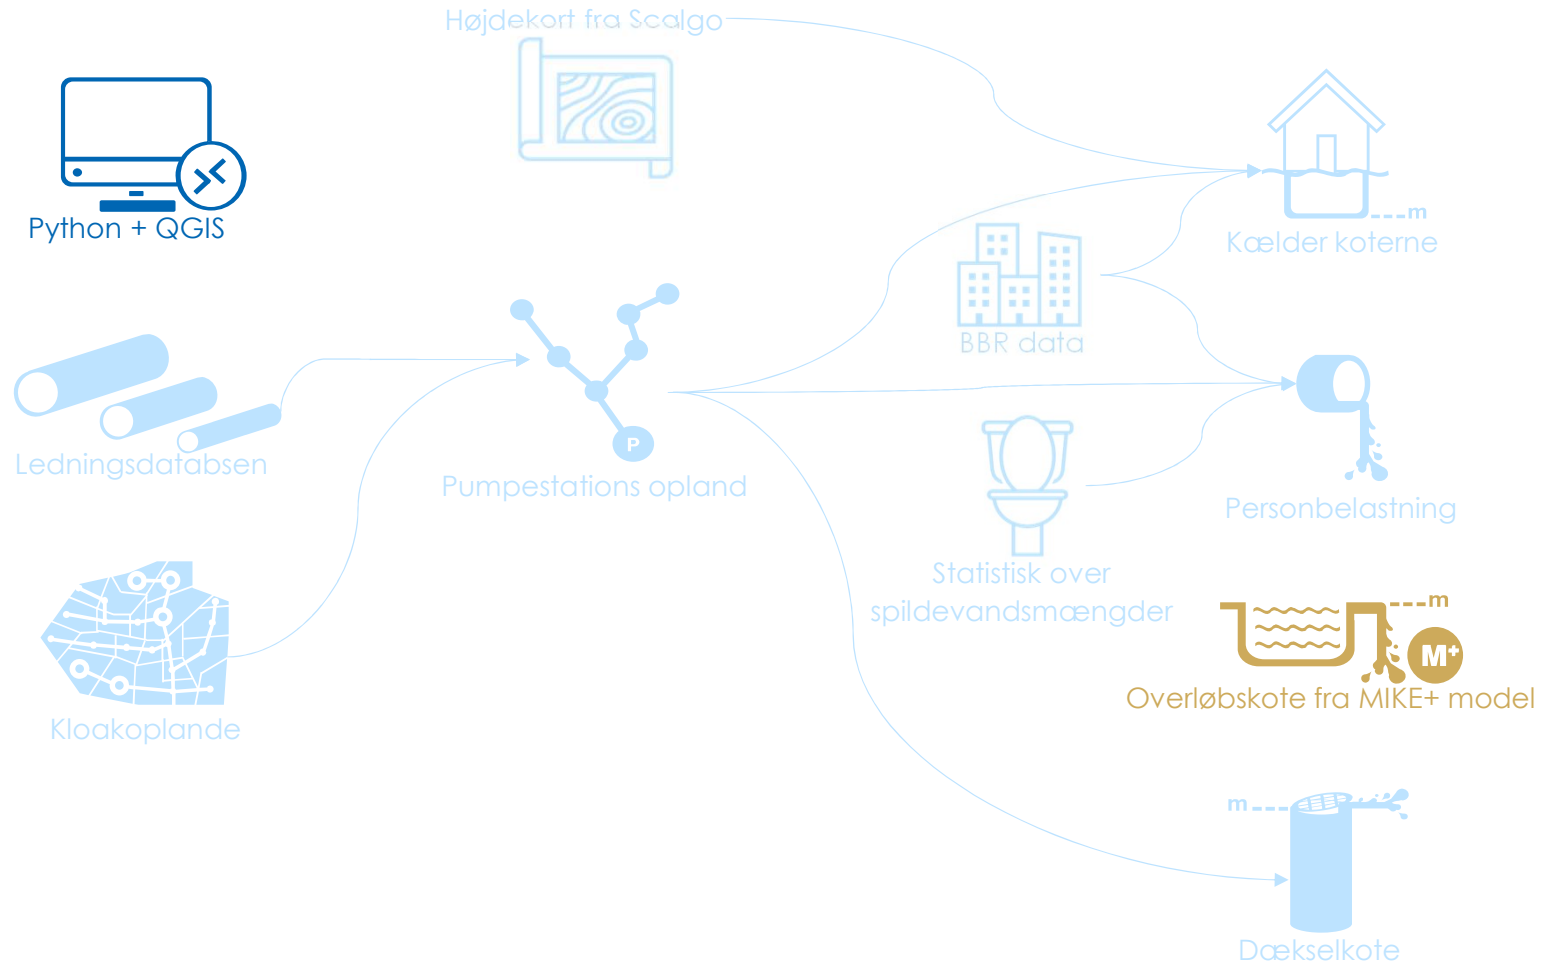 Højdekort fra Scalgo
Python + QGIS
m
Kælder koterne
BBR data
Ledningsdatabsen
P
Pumpestations opland
Personbelastning
Statistisk over
spildevandsmængder
m
M+
Overløbskote fra MIKE+ model
Kloakoplande
m
Dækselkote